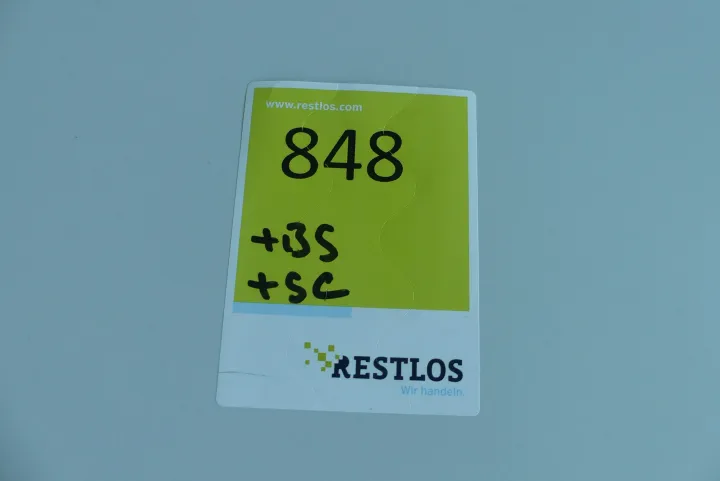 www.restlos.com
848
+BS
+SC
RESTLOS
Wir handeln.